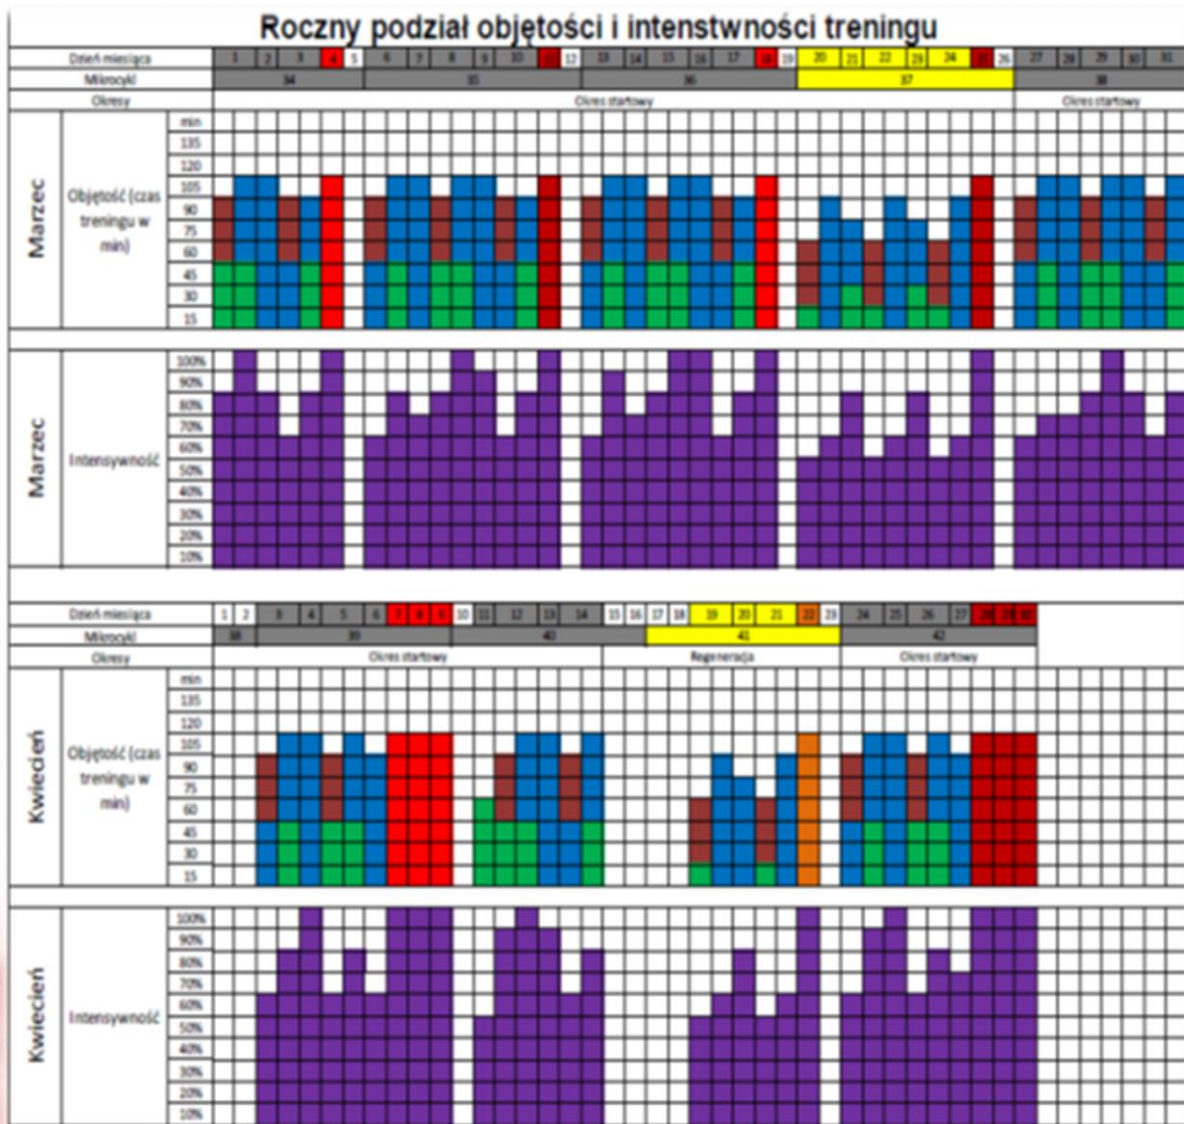 Roczny podział objętości i intenstwności treningu
Dzień miesiąca 1 2 3 4 5 6 7 8 9 10 11 12 13 14 15 16 17 18 19 20 21 22 23 24 25 26 27 28 29 30 31
Mikrocykl 34 35 36 37 38
Okresy Okres startowy Okres startowy
Marzec
Objętość (czas treningu w min)
min
135
120
105
90
75
60
45
30
15
Marzec
Intensywność
100%
90%
80%
70%
60%
50%
40%
30%
20%
10%
Dzień miesiąca 1 2 3 4 5 6 7 8 9 10 11 12 13 14 15 16 17 18 19 20 21 22 23 24 25 26 27 28 29 30
Mikrocykl 38 39 40 41 42
Okresy Okres startowy Regeneracja Okres startowy
Kwiecień
Objętość (czas treningu w min)
min
135
120
105
90
75
60
45
30
15
Kwiecień
Intensywność
100%
90%
80%
70%
60%
50%
40%
30%
20%
10%